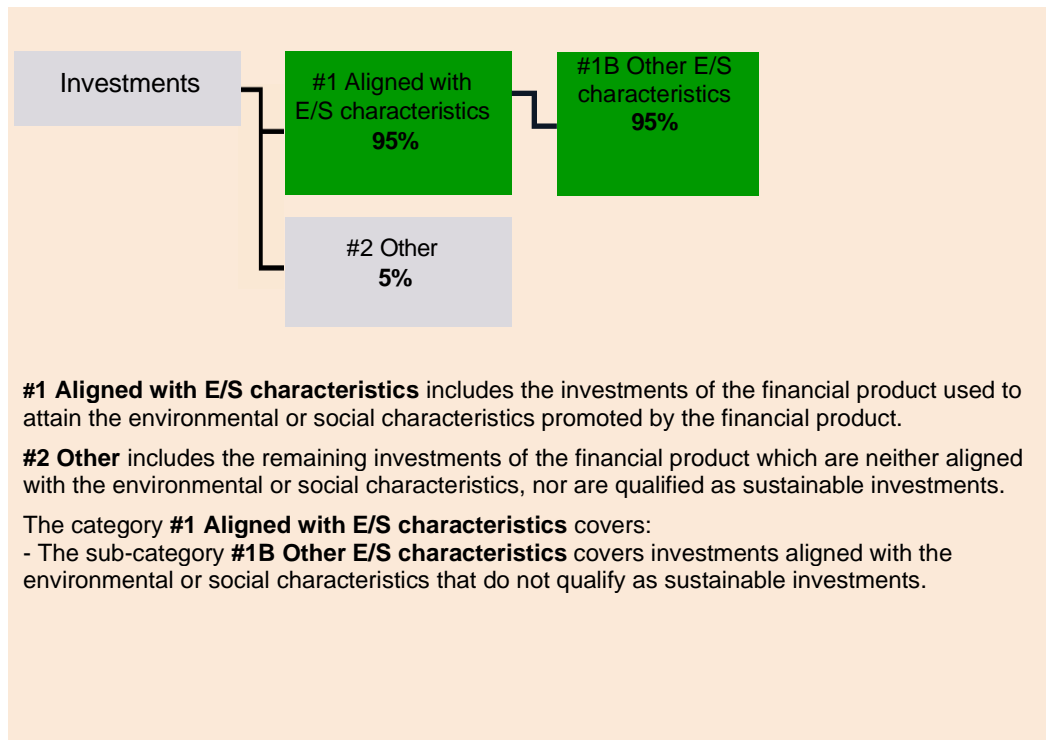 Investments
#1 Aligned with
E/S characteristics
95%
#1B Other E/S
characteristics
95%
#2 Other
5%
#1 Aligned with E/S characteristics includes the investments of the financial product used to
attain the environmental or social characteristics promoted by the financial product.
#2 Other includes the remaining investments of the financial product which are neither aligned
with the environmental or social characteristics, nor are qualified as sustainable investments.
The category #1 Aligned with E/S characteristics covers:
- The sub-category #1B Other E/S characteristics covers investments aligned with the
environmental or social characteristics that do not qualify as sustainable investments.